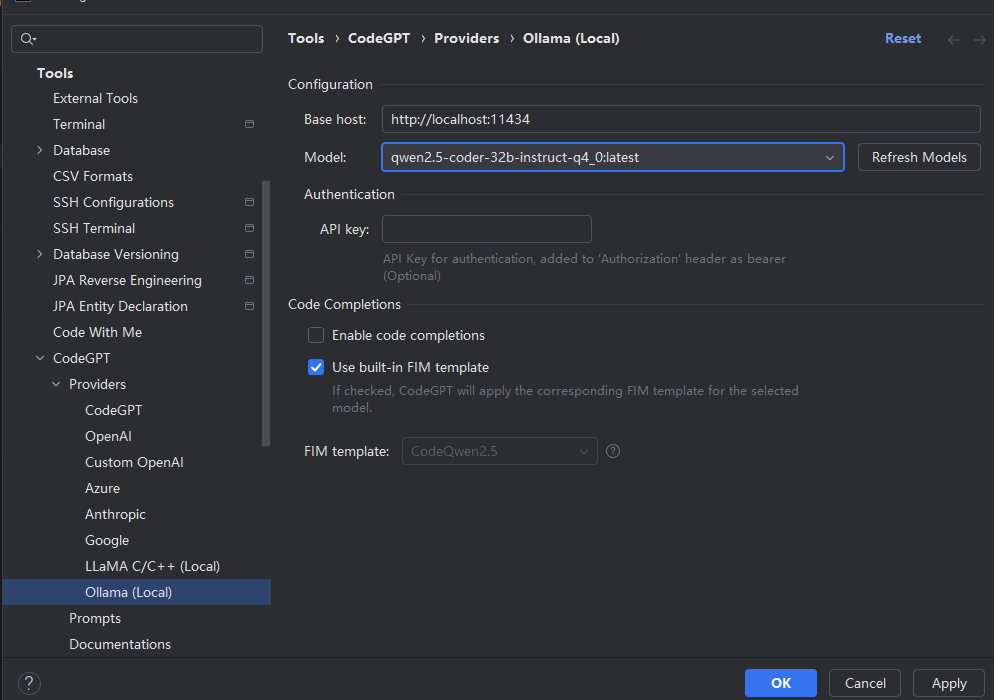 Tools › CodeGPT › Providers › Ollama (Local)
Reset
Tools
External Tools
Terminal
Database
CSV Formats
SSH Configurations
SSH Terminal
Database Versioning
JPA Reverse Engineering
JPA Entity Declaration
Code With Me
CodeGPT
Providers
CodeGPT
OpenAI
Custom OpenAI
Azure
Anthropic
Google
LLaMA C/C++ (Local)
Ollama (Local)
Prompts
Documentations
Configuration
Base host: http://localhost:11434
Model: qwen2.5-coder-32b-instruct-q4_0:latest Refresh Models
Authentication
API key:
API Key for authentication, added to 'Authorization' header as bearer
(Optional)
Code Completions
Enable code completions
Use built-in FIM template
If checked, CodeGPT will apply the corresponding FIM template for the selected
model.
FIM template: CodeQwen2.5 ?
? OK Cancel Apply